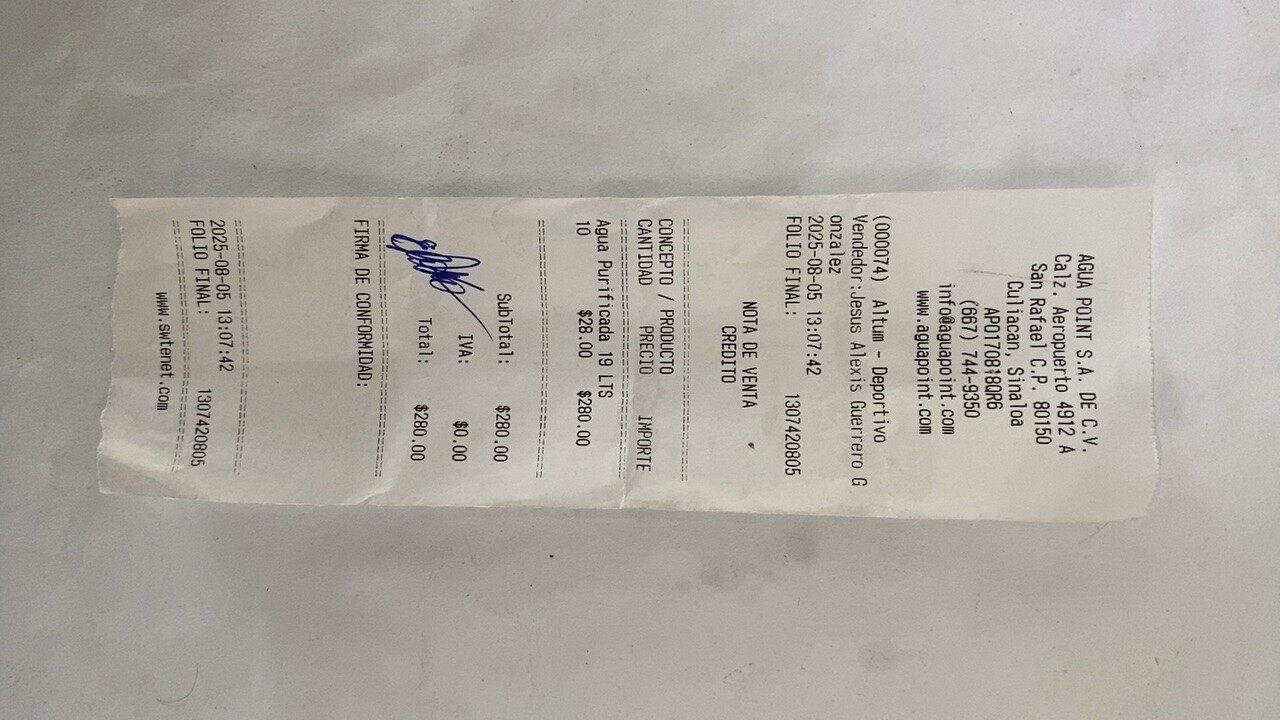 AGUA POINT S.A. DE C.V.
Calz. Aeropuerto 4912 A
San Rafael C.P. 80150
Culiacan, Sinaloa
APO170818QR6
(667) 744-9350
info@aguapoint.com
www.aguapoint.com
(000074) Altum - Deportivo
Vendedor:Jesus Alexis Guerrero G
onzalez
2025-08-05 13:07:42
FOLIO FINAL: 1307420805
NOTA DE VENTA
CREDITO
CONCEPTO / PRODUCTO
CANTIDAD PRECIO IMPORTE
Agua Purificada 19 LTS
10 $28.00 $280.00
SubTotal: $280.00
IVA: $0.00
Total: $280.00
FIRMA DE CONFORMIDAD:
2025-08-05 13:07:42
FOLIO FINAL: 1307420805
www.swtenet.com